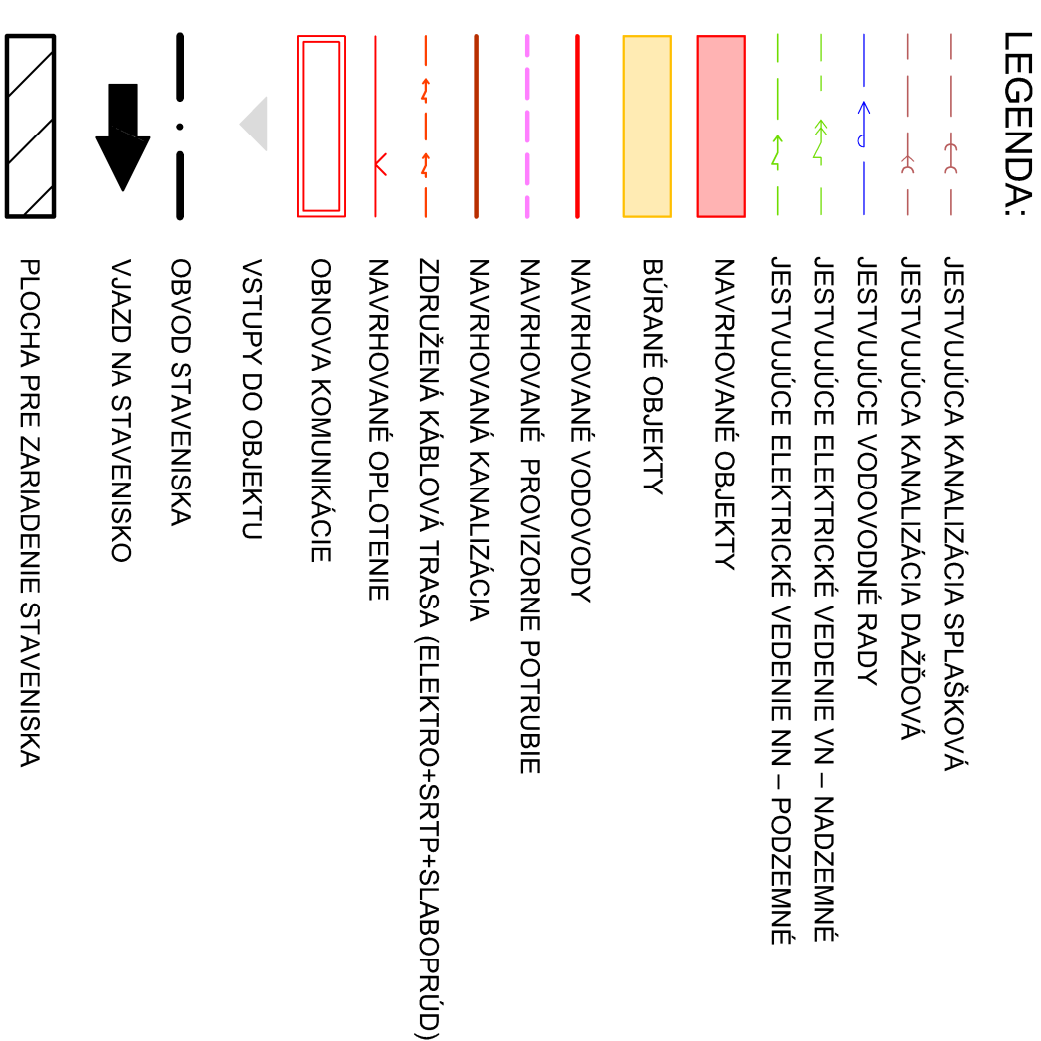 LEGENDA:
JESTVUJÚCA KANALIZÁCIA SPLAŠKOVÁ
JESTVUJÚCA KANALIZÁCIA DAŽĎOVÁ
JESTVUJÚCE VODOVODNÉ RADY
JESTVUJÚCE ELEKTRICKÉ VEDENIE VN – NADZEMNÉ
JESTVUJÚCE ELEKTRICKÉ VEDENIE NN – PODZEMNÉ
NAVRHOVANÉ OBJEKTY
BÚRANÉ OBJEKTY
NAVRHOVANÉ VODOVODY
NAVRHOVANÉ PROVIZORNE POTRUBIE
NAVRHOVANÁ KANALIZÁCIA
ZDRUŽENÁ KÁBLOVÁ TRASA (ELEKTRO+SRTP+SLABOPRÚD)
NAVRHOVANÉ OPLOTENIE
OBNOVA KOMUNIKÁCIE
VSTUPY DO OBJEKTU
OBVOD STAVENISKA
VJAZD NA STAVENISKO
PLOCHA PRE ZARIADENIE STAVENISKA